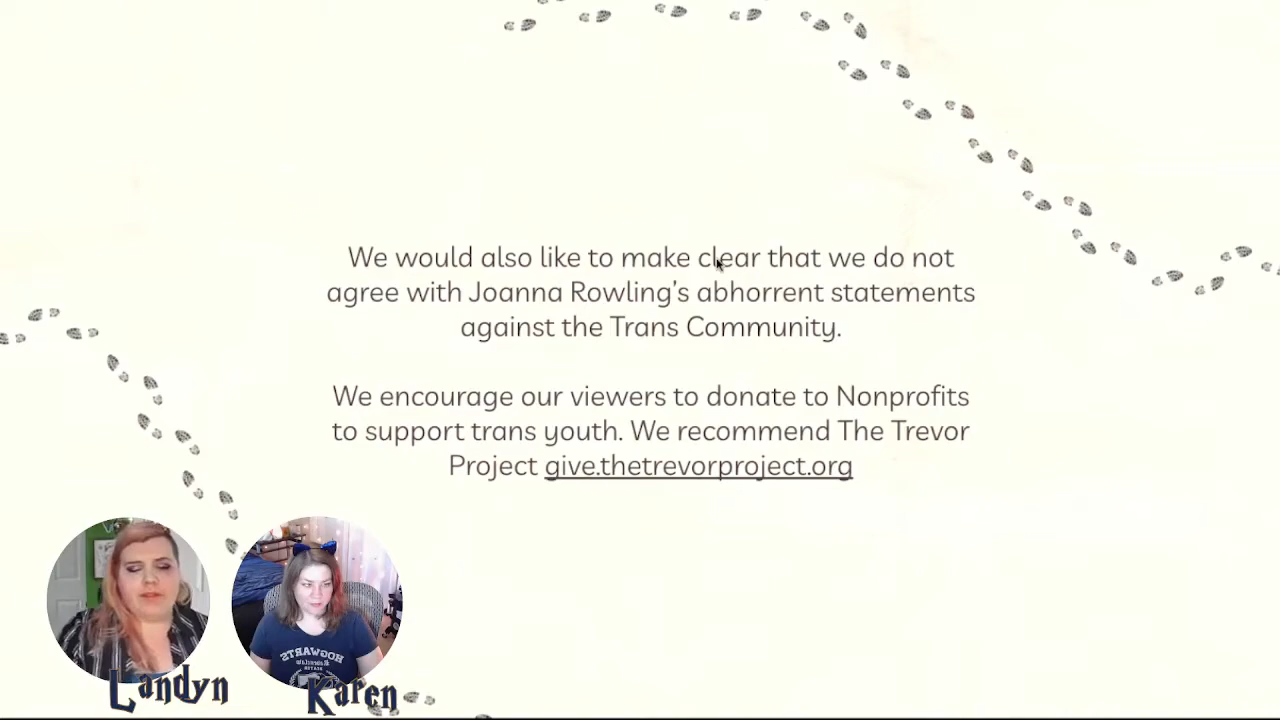 We would also like to make clear that we do not
agree with Joanna Rowling's abhorrent statements
against the Trans Community.
We encourage our viewers to donate to Nonprofits
to support trans youth. We recommend The Trevor
Project give.thetrevorproject.org
HOGWARTS
Landyn
Karen